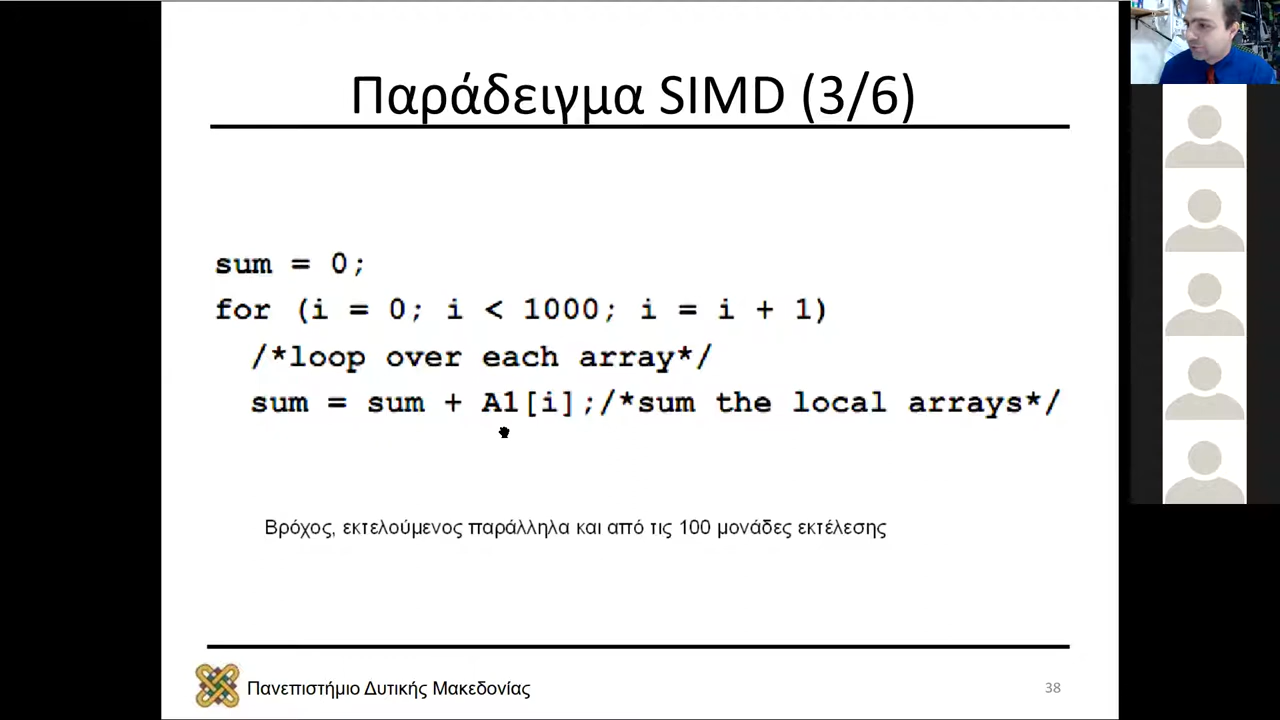 Παράδειγμα SIMD (3/6)
sum = 0;
for (i = 0; i < 1000; i = i + 1)
/*loop over each array*/
sum = sum + A1[i];/*sum the local arrays*/
Βρόχος, εκτελούμενος παράλληλα και από τις 100 μονάδες εκτέλεσης
Πανεπιστήμιο Δυτικής Μακεδονίας
38